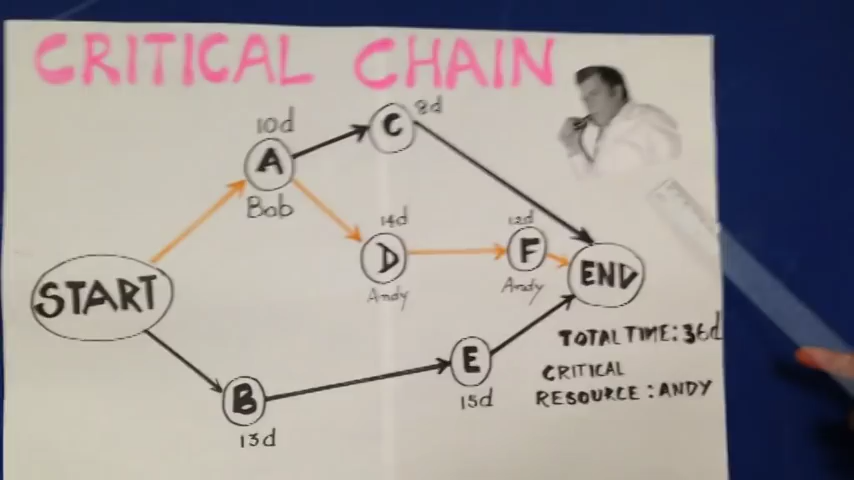 CRITICAL CHAIN
10d
A
Bob
C
8d
14d
D
Andy
12d
F
Andy
START
END
B
13d
E
15d
TOTAL TIME: 36d
CRITICAL
RESOURCE: ANDY